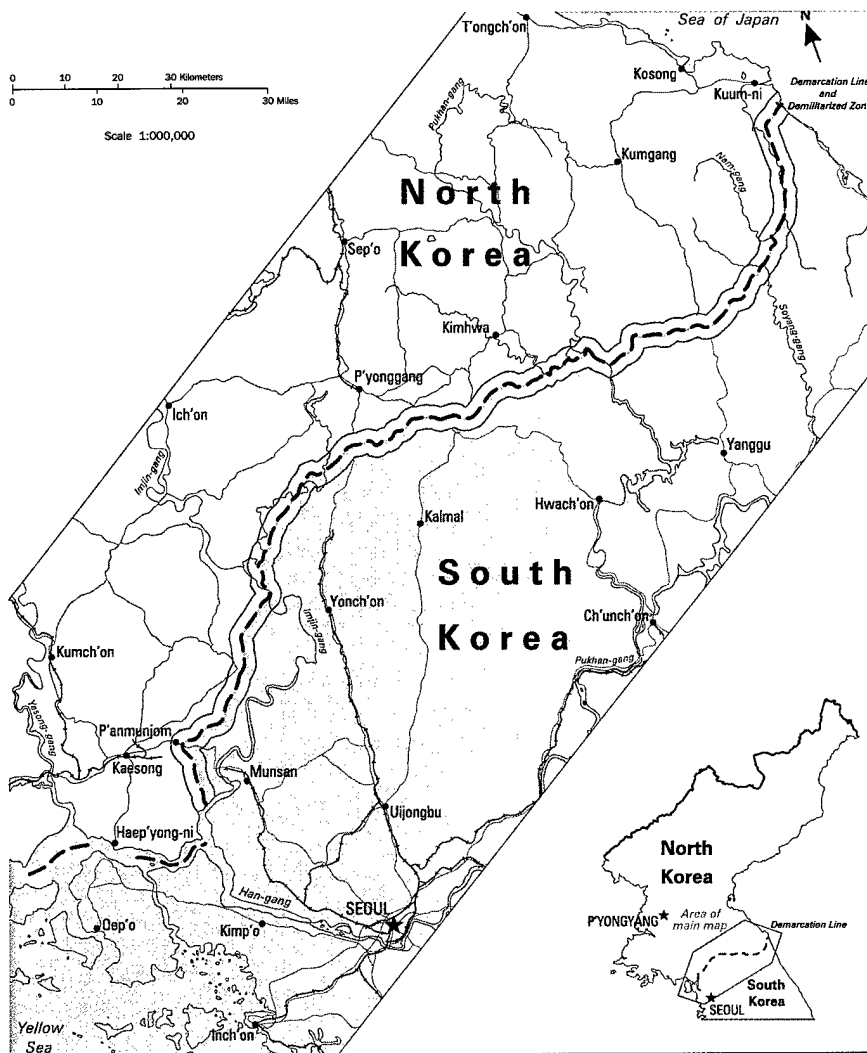 T'ongch'on
Sea of Japan
N
0 10 20 30 Kilometers
0 10 20 30 Miles
Scale 1:000,000
Kosong
Kuum-ni
Demarcation Line
and
Demilitarized Zon
Pukhan-gang
Kumgang
Nam-gang
North
Korea
Sep'o
Kimhwa
Soyang-gang
P'yonggang
Ich'on
Imjin-gang
Yanggu
Hwach'on
Kalmal
South
Korea
Yonch'on
Imjin-gang
Ch'unch'on
Kumch'on
Pukhan-gang
Yesong-gang
P'anmunjom
Kaesong
Munsan
Uijongbu
Haep'yong-ni
Han-gang
SEOUL
Oep'o
Kimp'o
Yellow
Sea
Inch'on
North
Korea
P'YONGYANG
Area of
main map
Demarcation Line
South
Korea
SEOUL